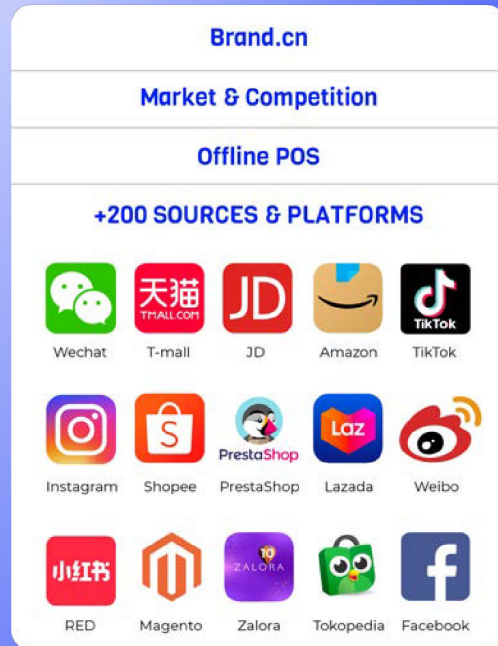 Brand.cn
Market & Competition
Offline POS
+200 SOURCES & PLATFORMS
天猫
TMALL.COM
JD
TikTok
Wechat
T-mall
JD
Amazon
TikTok
S
PrestaShop
Laz
Instagram
Shopee
PrestaShop
Lazada
Weibo
小红书
10
ZALORA
f
RED
Magento
Zalora
Tokopedia
Facebook